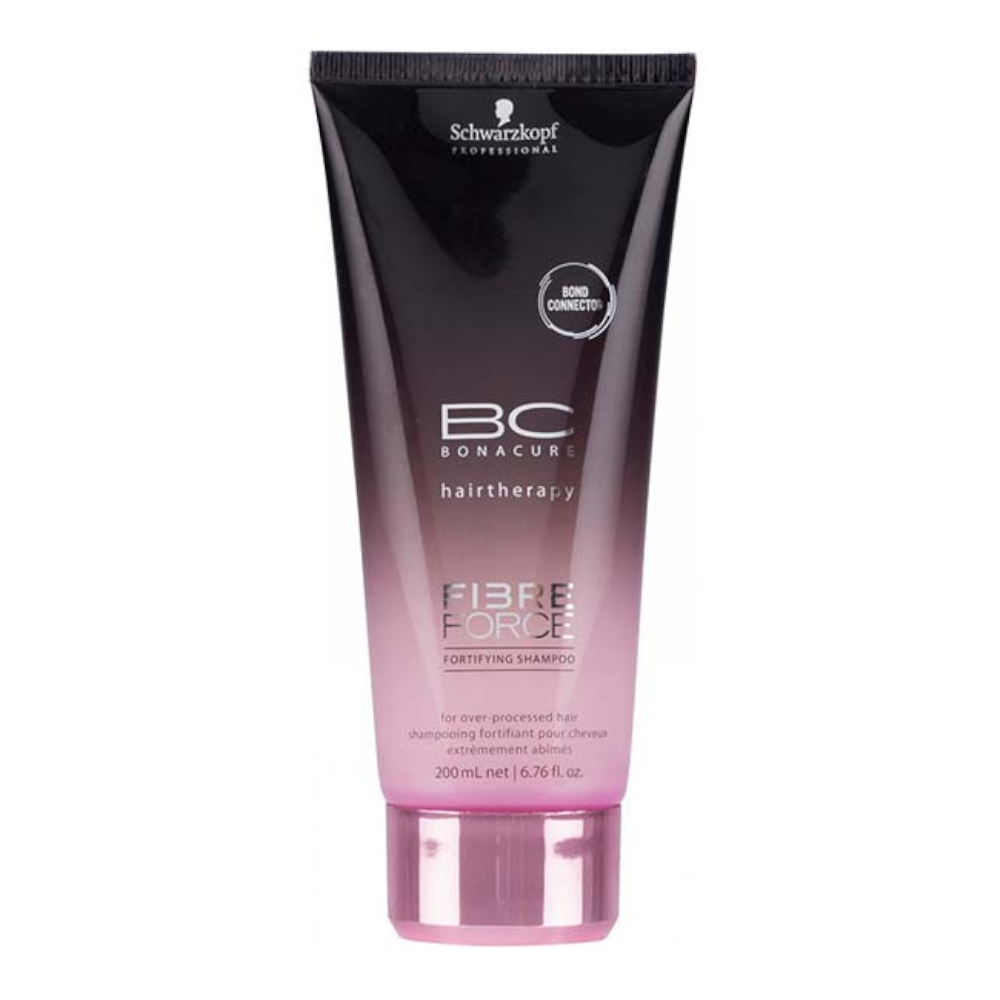 Schwarzkopf
PROFESSIONAL
BOND
CONNECTOR
BC
BONACURE
hairtherapy
FIBRE
FORCE
FORTIFYING SHAMPOO
for over-processed hair
shampooing fortifiant pour cheveux
extrêmement abîmés
200 mL net | 6.76 fl. oz.